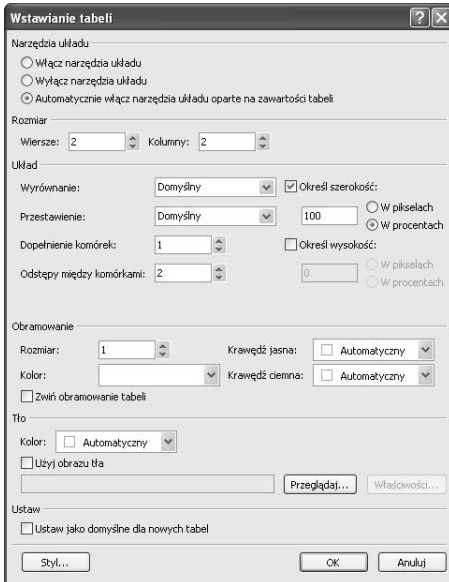 Wstawianie tabeli
Narzędzia układu
Włącz narzędzia układu
Wyłącz narzędzia układu
Automatycznie włącz narzędzia układu oparte na zawartości tabeli
Rozmiar
Wiersze: 2 Kolumny: 2
Układ
Wyrównanie: Domyślny Określ szerokość:
Przestawienie: Domyślny 100 W pikselach
W procentach
Dopełnienie komórek: 1 Określ wysokość:
Odstępy między komórkami: 2 0 W pikselach
W procentach
Obramowanie
Rozmiar: 1 Krawędź jasna: Automatyczny
Kolor: Krawędź ciemna: Automatyczny
Zwiń obramowanie tabeli
Tło
Kolor: Automatyczny
Użyj obrazu tła
Przeglądaj... Właściwości...
Ustaw
Ustaw jako domyślne dla nowych tabel
Styl... OK Anuluj